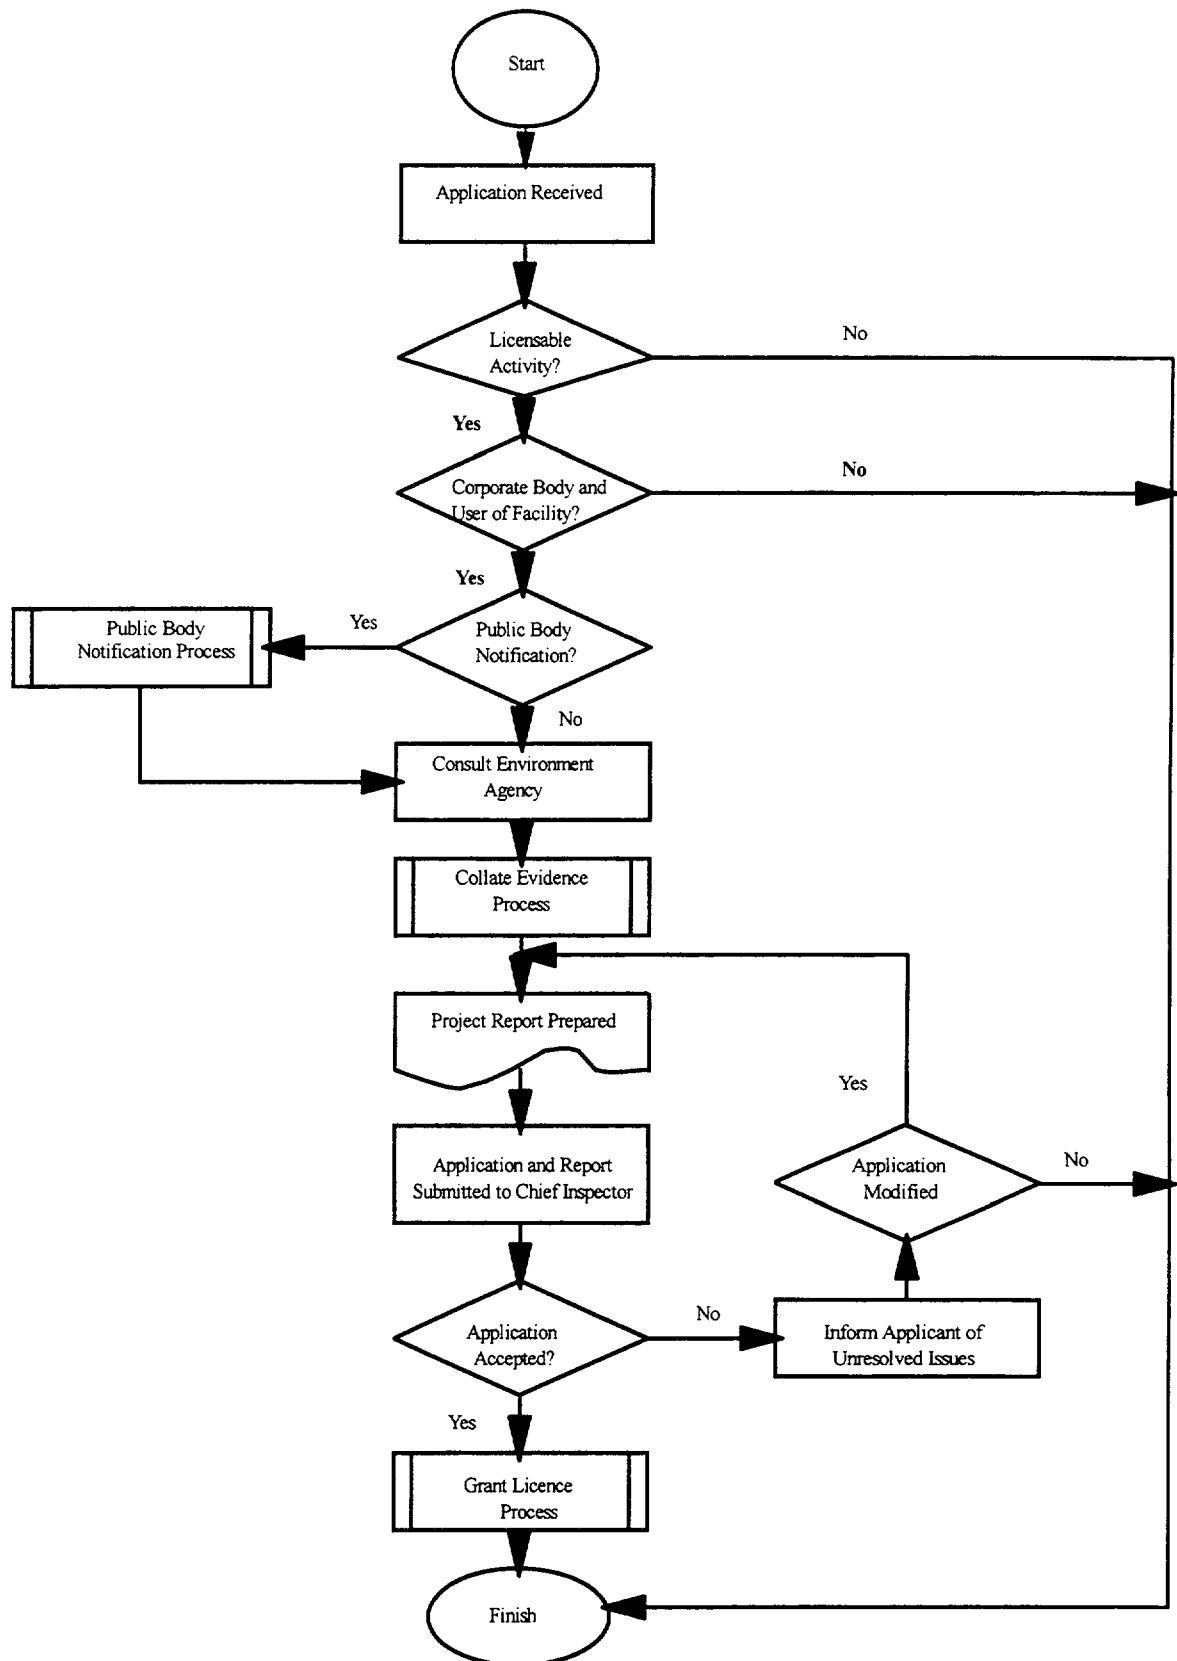 Start
Application Received
Licensable
Activity?
No
Yes
Corporate Body and
User of Facility?
No
Yes
Public Body
Notification?
Yes
Public Body
Notification Process
No
Consult Environment
Agency
Collate Evidence
Process
Project Report Prepared
Yes
Application and Report
Submitted to Chief Inspector
Application
Modified
No
Application
Accepted?
No
Inform Applicant of
Unresolved Issues
Yes
Grant Licence
Process
Finish